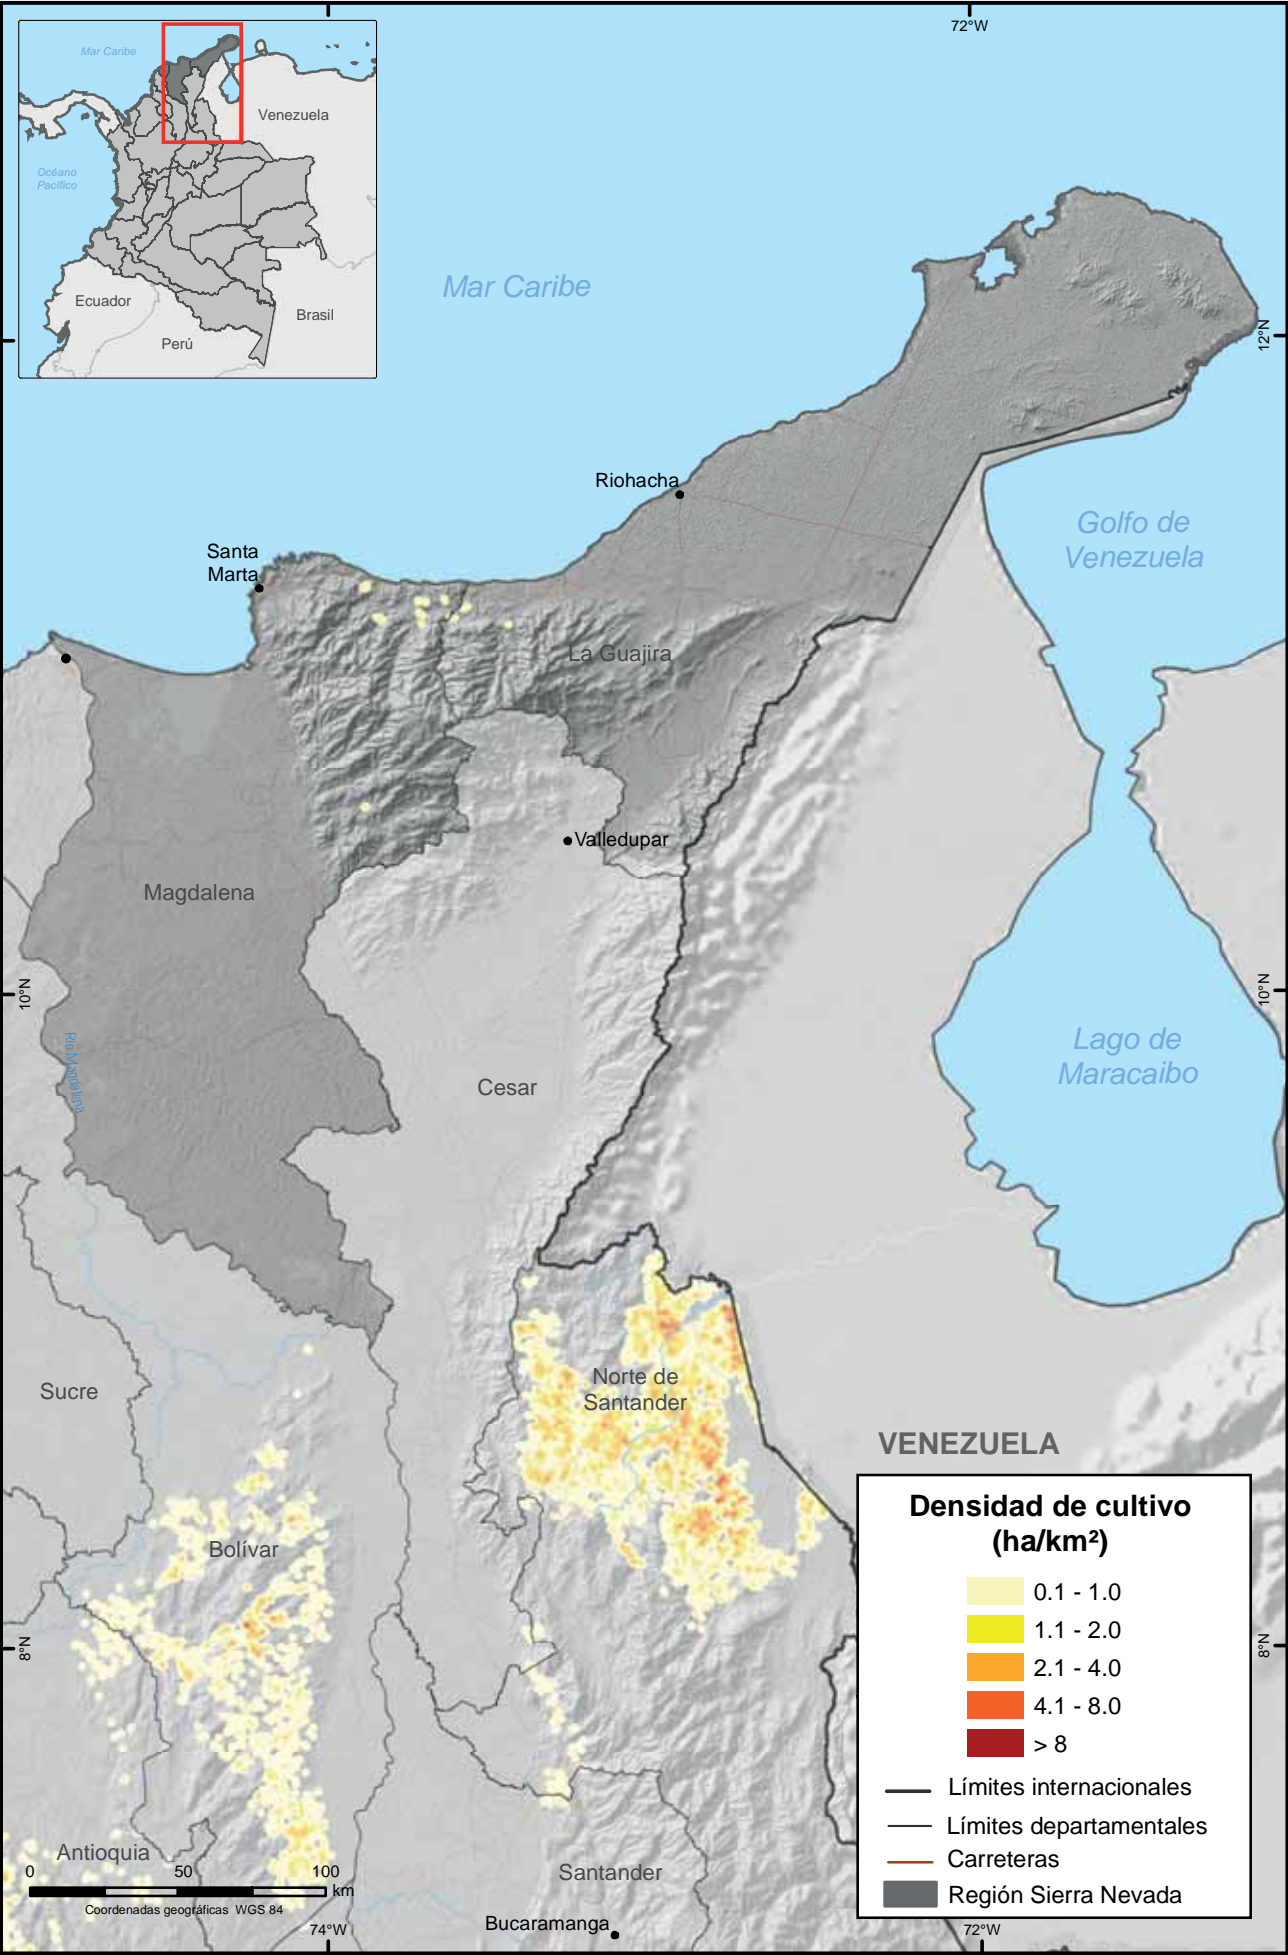 72°W
Mar Caribe
Venezuela
Océano
Pacífico
Ecuador
Perú
Brasil
Mar Caribe
12°N
Riohacha
Golfo de
Venezuela
Santa
Marta
La Guajira
Valledupar
Magdalena
10°N
10°N
Río Magdalena
Lago de
Maracaibo
Cesar
Norte de
Santander
Sucre
VENEZUELA
Bolívar
8°N
8°N
Densidad de cultivo
(ha/km²)
0.1 - 1.0
1.1 - 2.0
2.1 - 4.0
4.1 - 8.0
> 8
Límites internacionales
Límites departamentales
Carreteras
Región Sierra Nevada
Antioquia
0 50 100
km
Coordenadas geográficas WGS 84
Santander
Bucaramanga
74°W
72°W